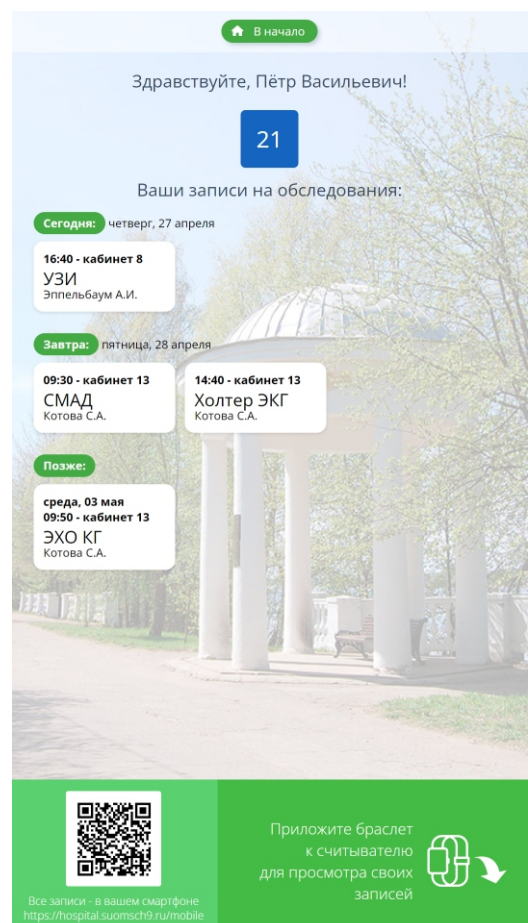 В начало
Здравствуйте, Пётр Васильевич!
21
Ваши записи на обследования:
Сегодня: четверг, 27 апреля
16:40 - кабинет 8
УЗИ
Эппельбаум А.И.
Завтра: пятница, 28 апреля
09:30 - кабинет 13
СМАД
Котова С.А.
14:40 - кабинет 13
Холтер ЭКГ
Котова С.А.
Позже:
среда, 03 мая
09:50 - кабинет 13
ЭХО КГ
Котова С.А.
Все записи - в вашем смартфоне
https://hospital.suomsch9.ru/mobile
Приложите браслет
к считывателю
для просмотра своих
записей